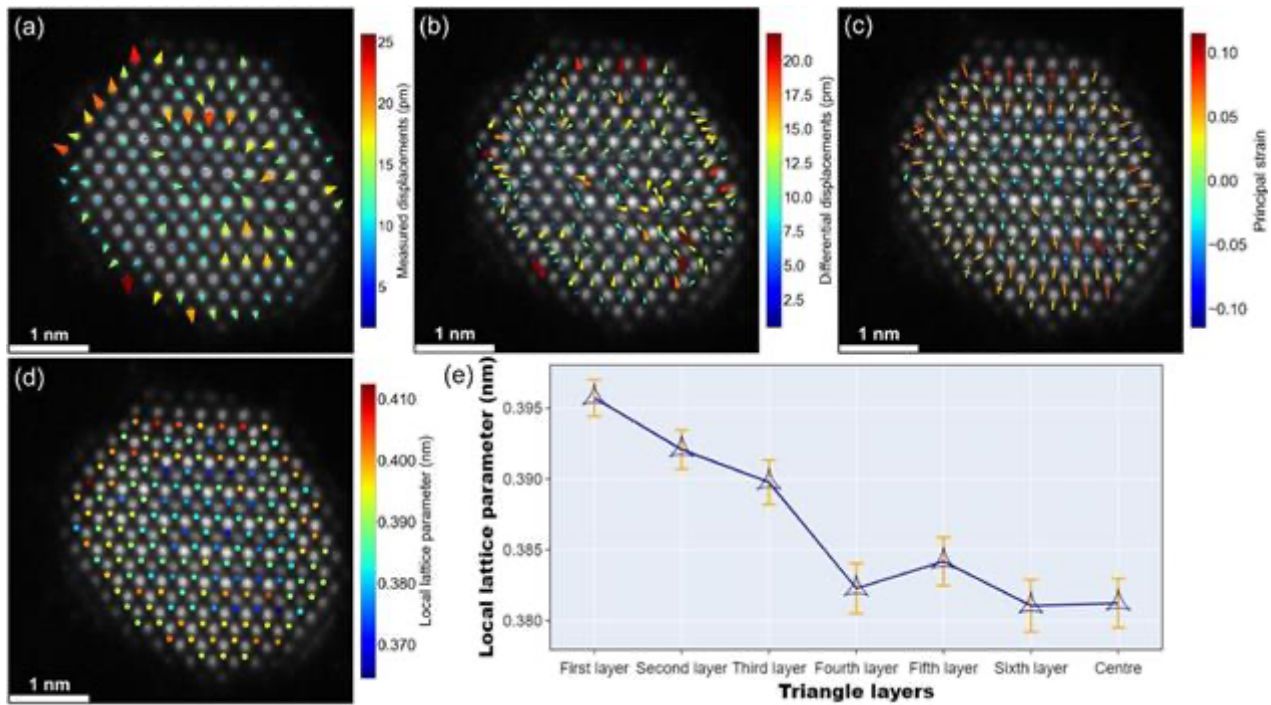 (a)
25
20
15
10
5
Measured displacements (pm)
1 nm
(b)
20.0
17.5
15.0
12.5
10.0
7.5
5.0
2.5
Differential displacements (pm)
1 nm
(c)
0.10
0.05
0.00
−0.05
−0.10
Principal strain
1 nm
(d)
0.410
0.400
0.390
0.380
0.370
Local lattice parameter (nm)
1 nm
(e)
Local lattice parameter (nm)
0.395
0.390
0.385
0.380
First layer Second layer Third layer Fourth layer Fifth layer Sixth layer Centre
Triangle layers